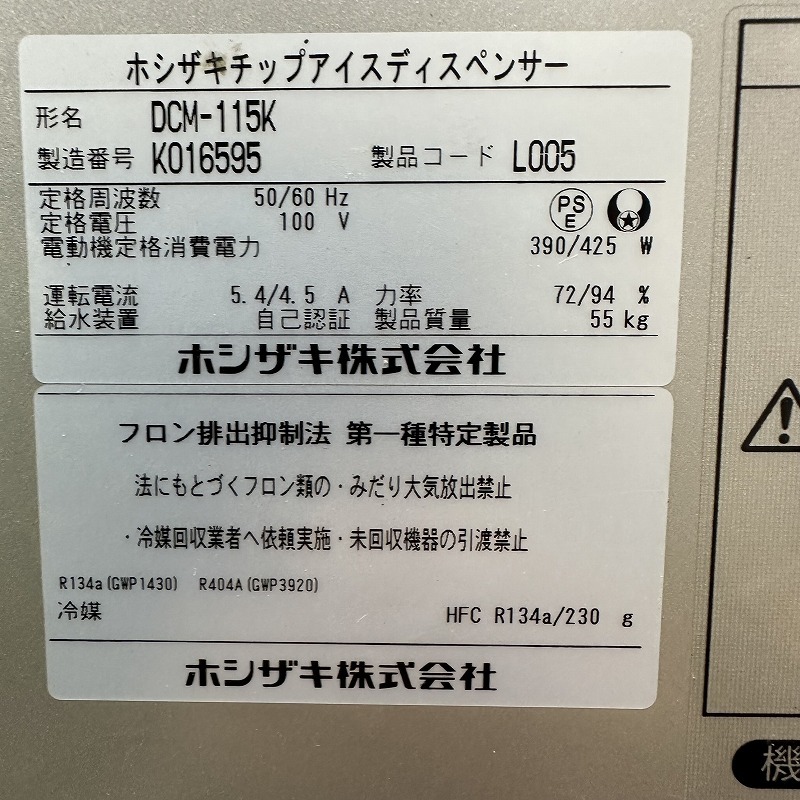 ホシザキチップアイスディスペンサー
形名 DCM-115K
製造番号 K016595 製品コード L005
定格周波数 50/60 Hz
定格電圧 100 V
PS E
電動機定格消費電力 390/425 W
運転電流 5.4/4.5 A 力率 72/94 %
給水装置 自己認証 製品質量 55 kg
ホシザキ株式会社
フロン排出抑制法 第一種特定製品
法にもとづくフロン類の・みだり大気放出禁止
・冷媒回収業者へ依頼実施・未回収機器の引渡禁止
R134a(GWP1430) R404A(GWP3920)
冷媒 HFC R134a/230 g
ホシザキ株式会社
機